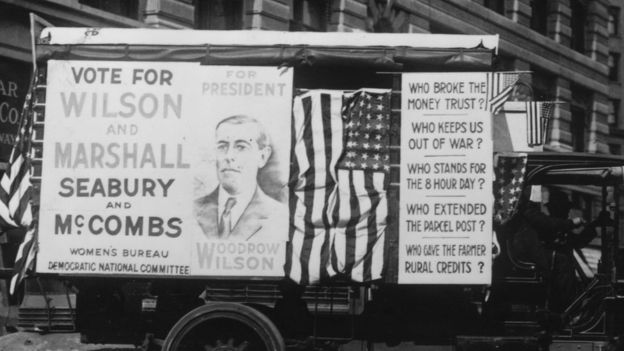 VOTE FOR
WILSON
AND
MARSHALL
SEABURY
AND
McCOMBS
WOMEN'S BUREAU
DEMOCRATIC NATIONAL COMMITTEE
FOR
PRESIDENT
WOODROW
WILSON
WHO BROKE THE
MONEY TRUST?
WHO KEEPS US
OUT OF WAR?
WHO STANDS FOR
THE 8 HOUR DAY?
WHO EXTENDED
THE PARCEL POST?
WHO GAVE THE FARMER
RURAL CREDITS?